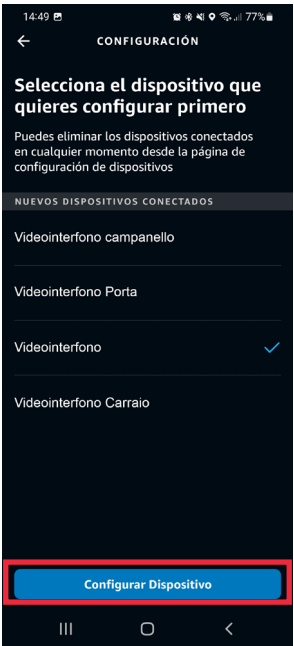 14:49 77%
CONFIGURACIÓN
Selecciona el dispositivo que
quieres configurar primero
Puedes eliminar los dispositivos conectados
en cualquier momento desde la página de
configuración de dispositivos
NUEVOS DISPOSITIVOS CONECTADOS
Videointerfono campanello
Videointerfono Porta
Videointerfono
Videointerfono Carraio
Configurar Dispositivo